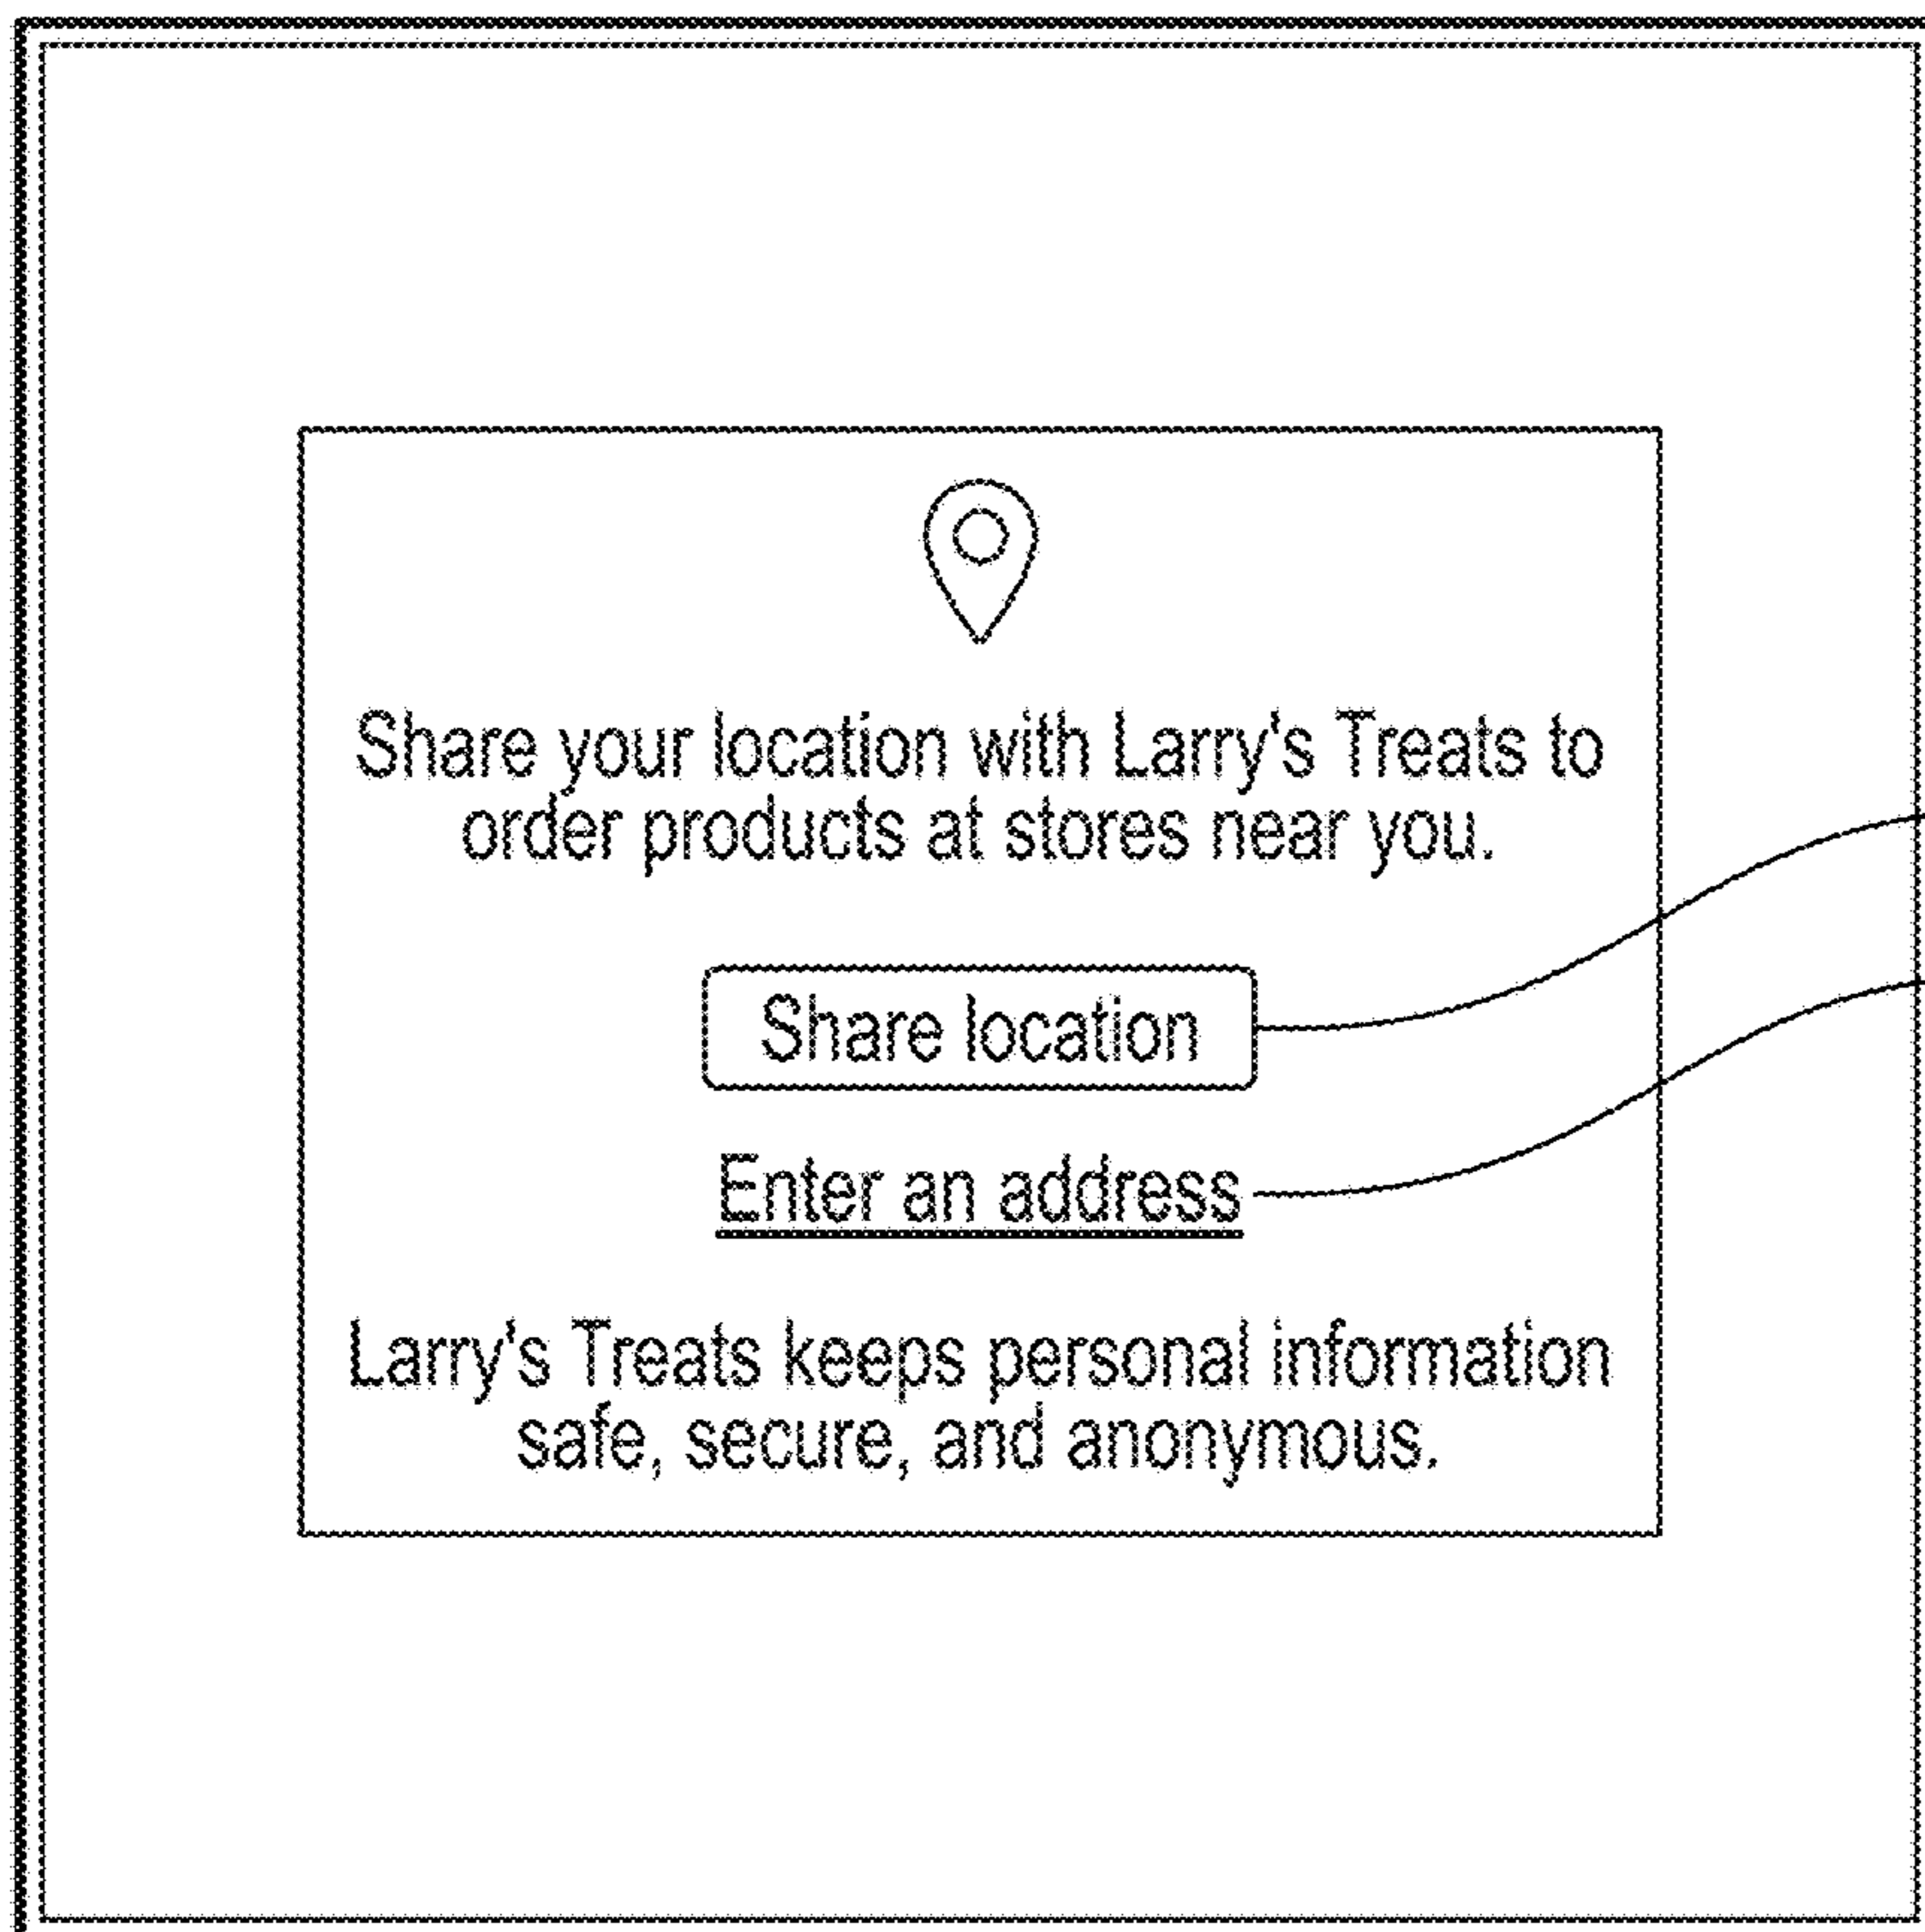 Share your location with Larry's Treats to
order products at stores near you.
Share location
Enter an address
Larry's Treats keeps personal information
safe, secure, and anonymous.